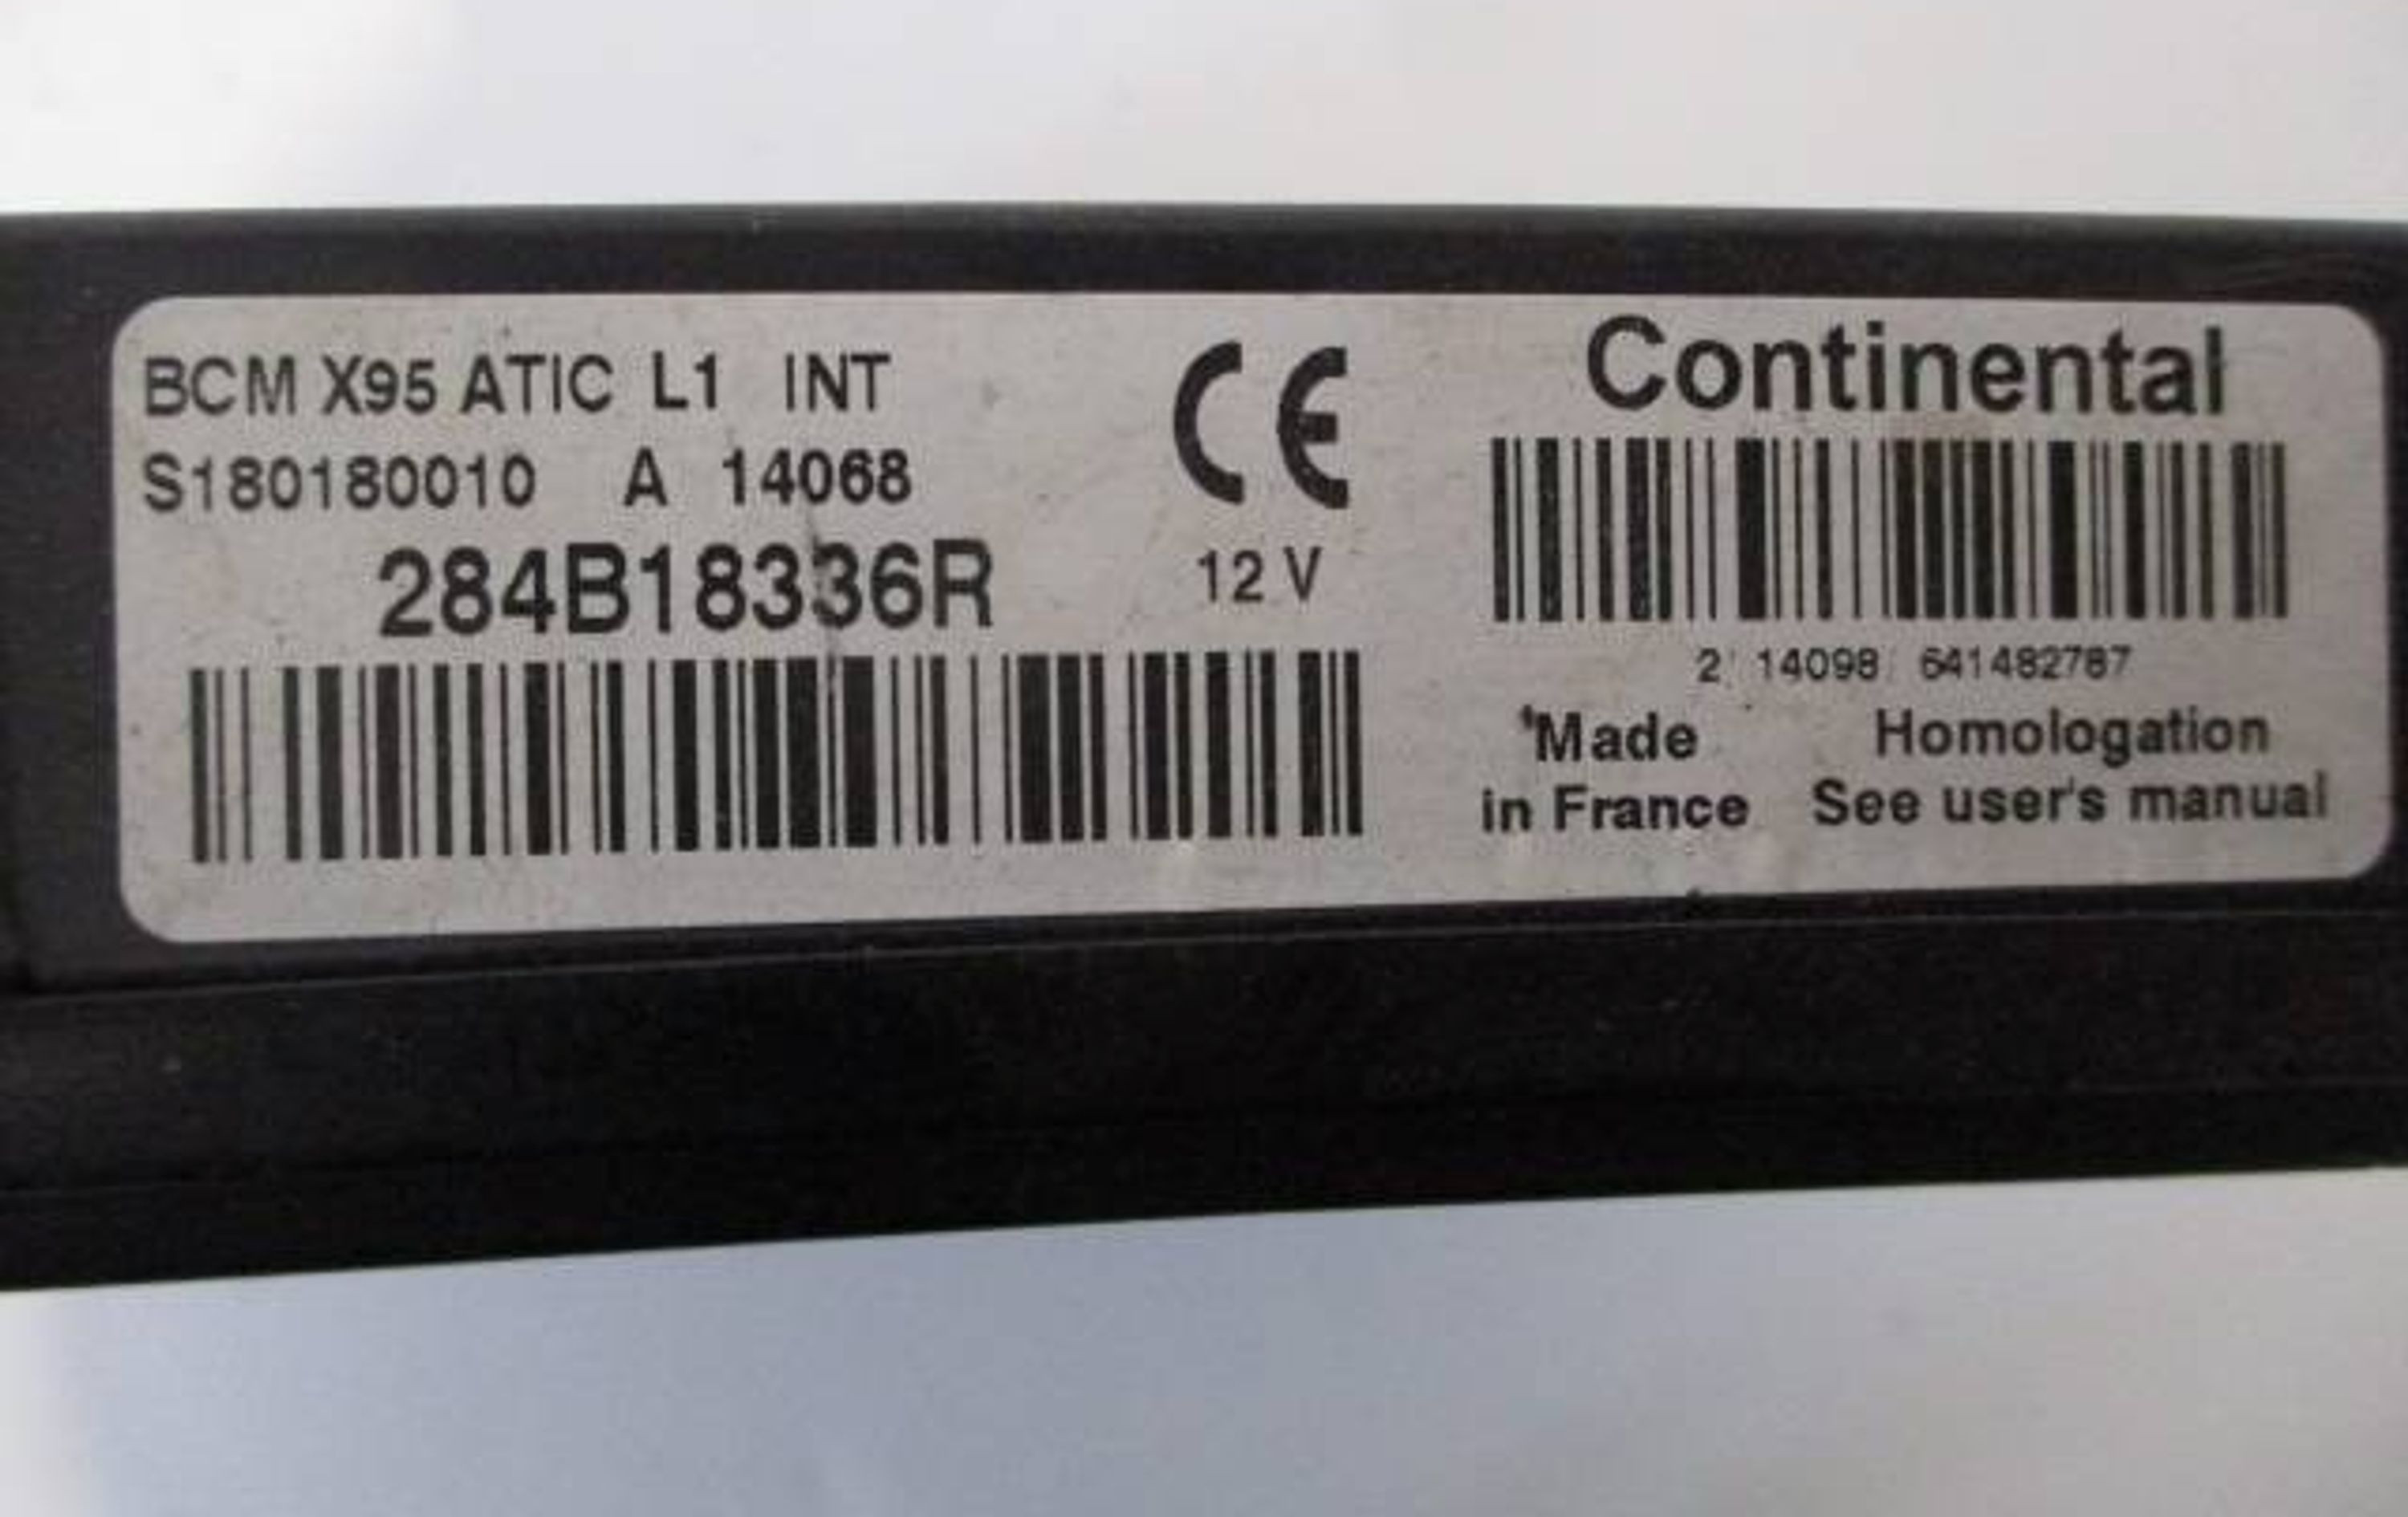 BCM X95 ATIC L1 INT
S180180010 A 14068
284B18336R
CE
12 V
Continental
2 14098 641482787
Made
in France
Homologation
See user's manual